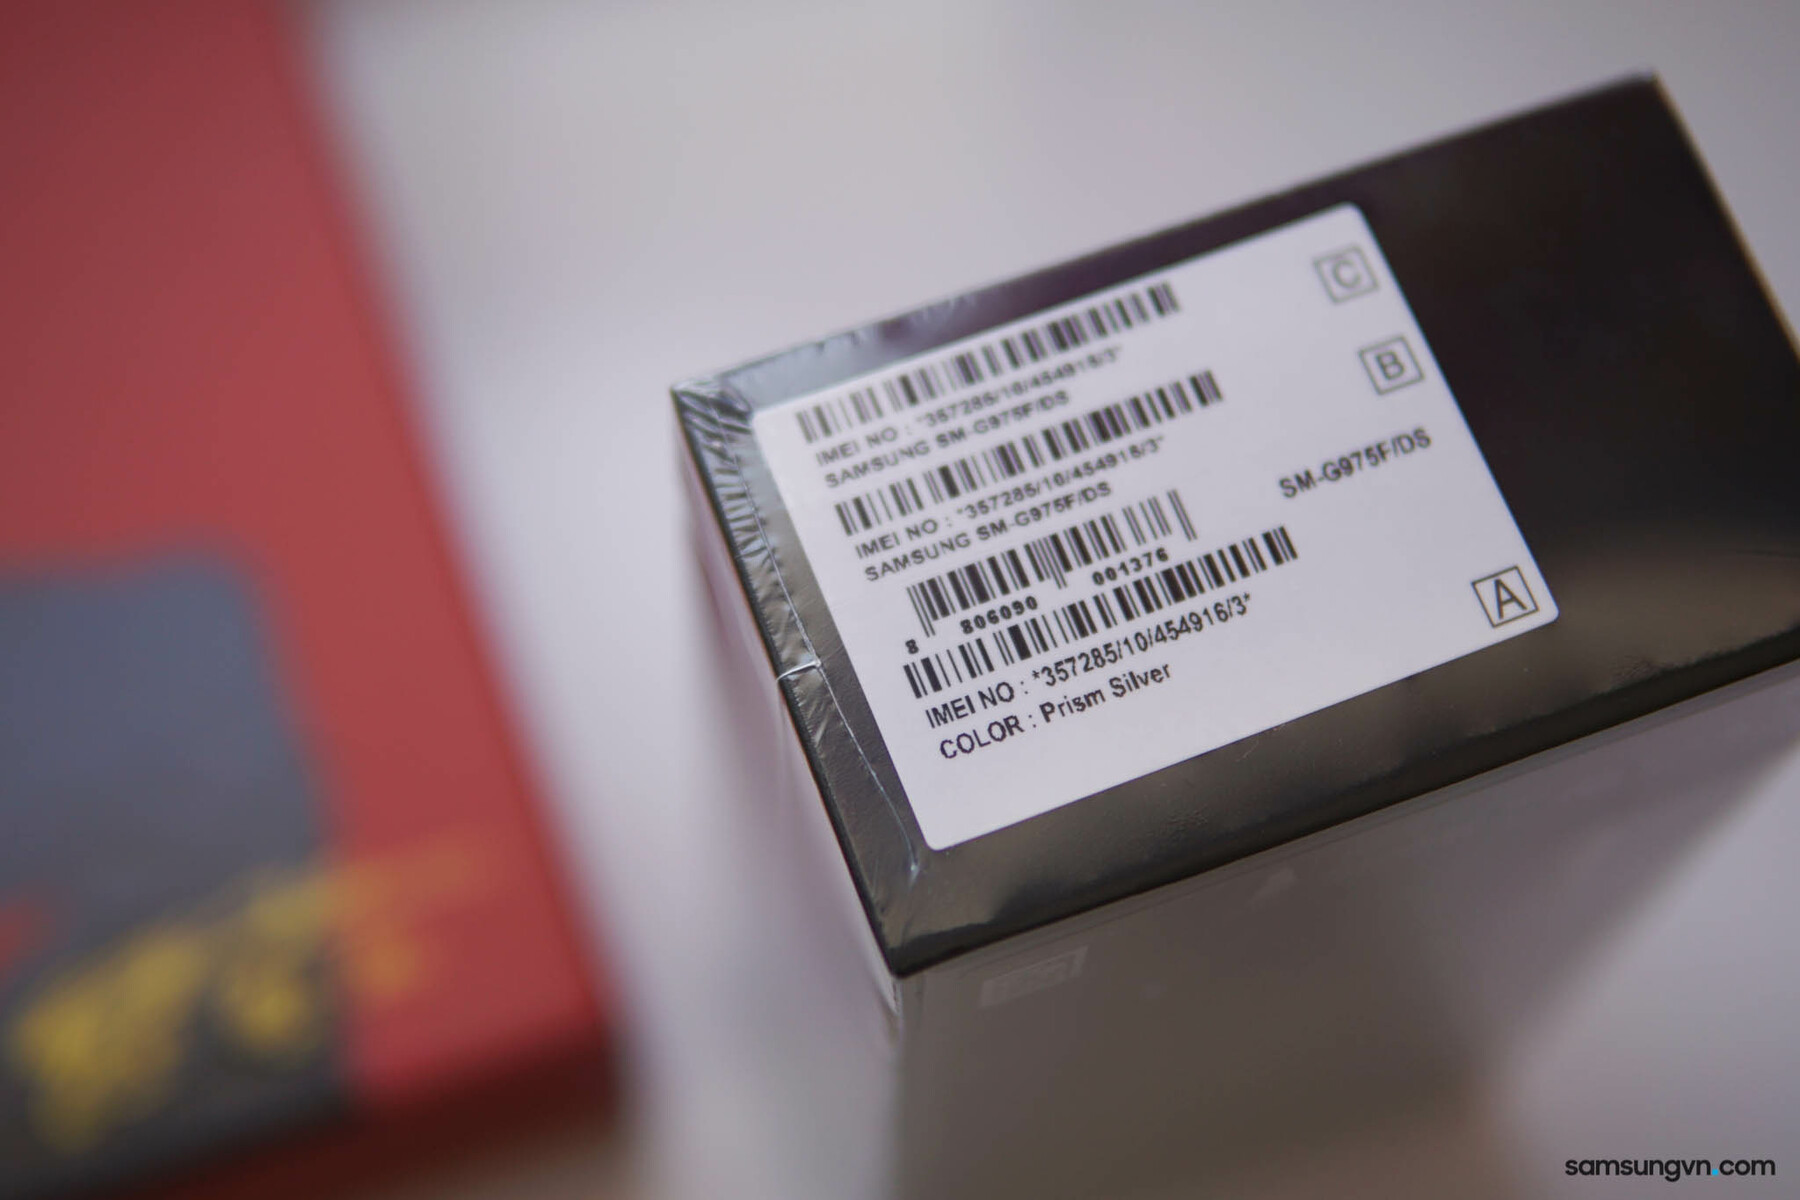 C
IMEI NO : *357285/10/454916/3*
SAMSUNG SM-G975F/DS
B
IMEI NO : *357285/10/454916/3*
SAMSUNG SM-G975F/DS
SM-G975F/DS
8 806090 001376
A
IMEI NO : *357285/10/454916/3*
COLOR : Prism Silver
samsungvn.com